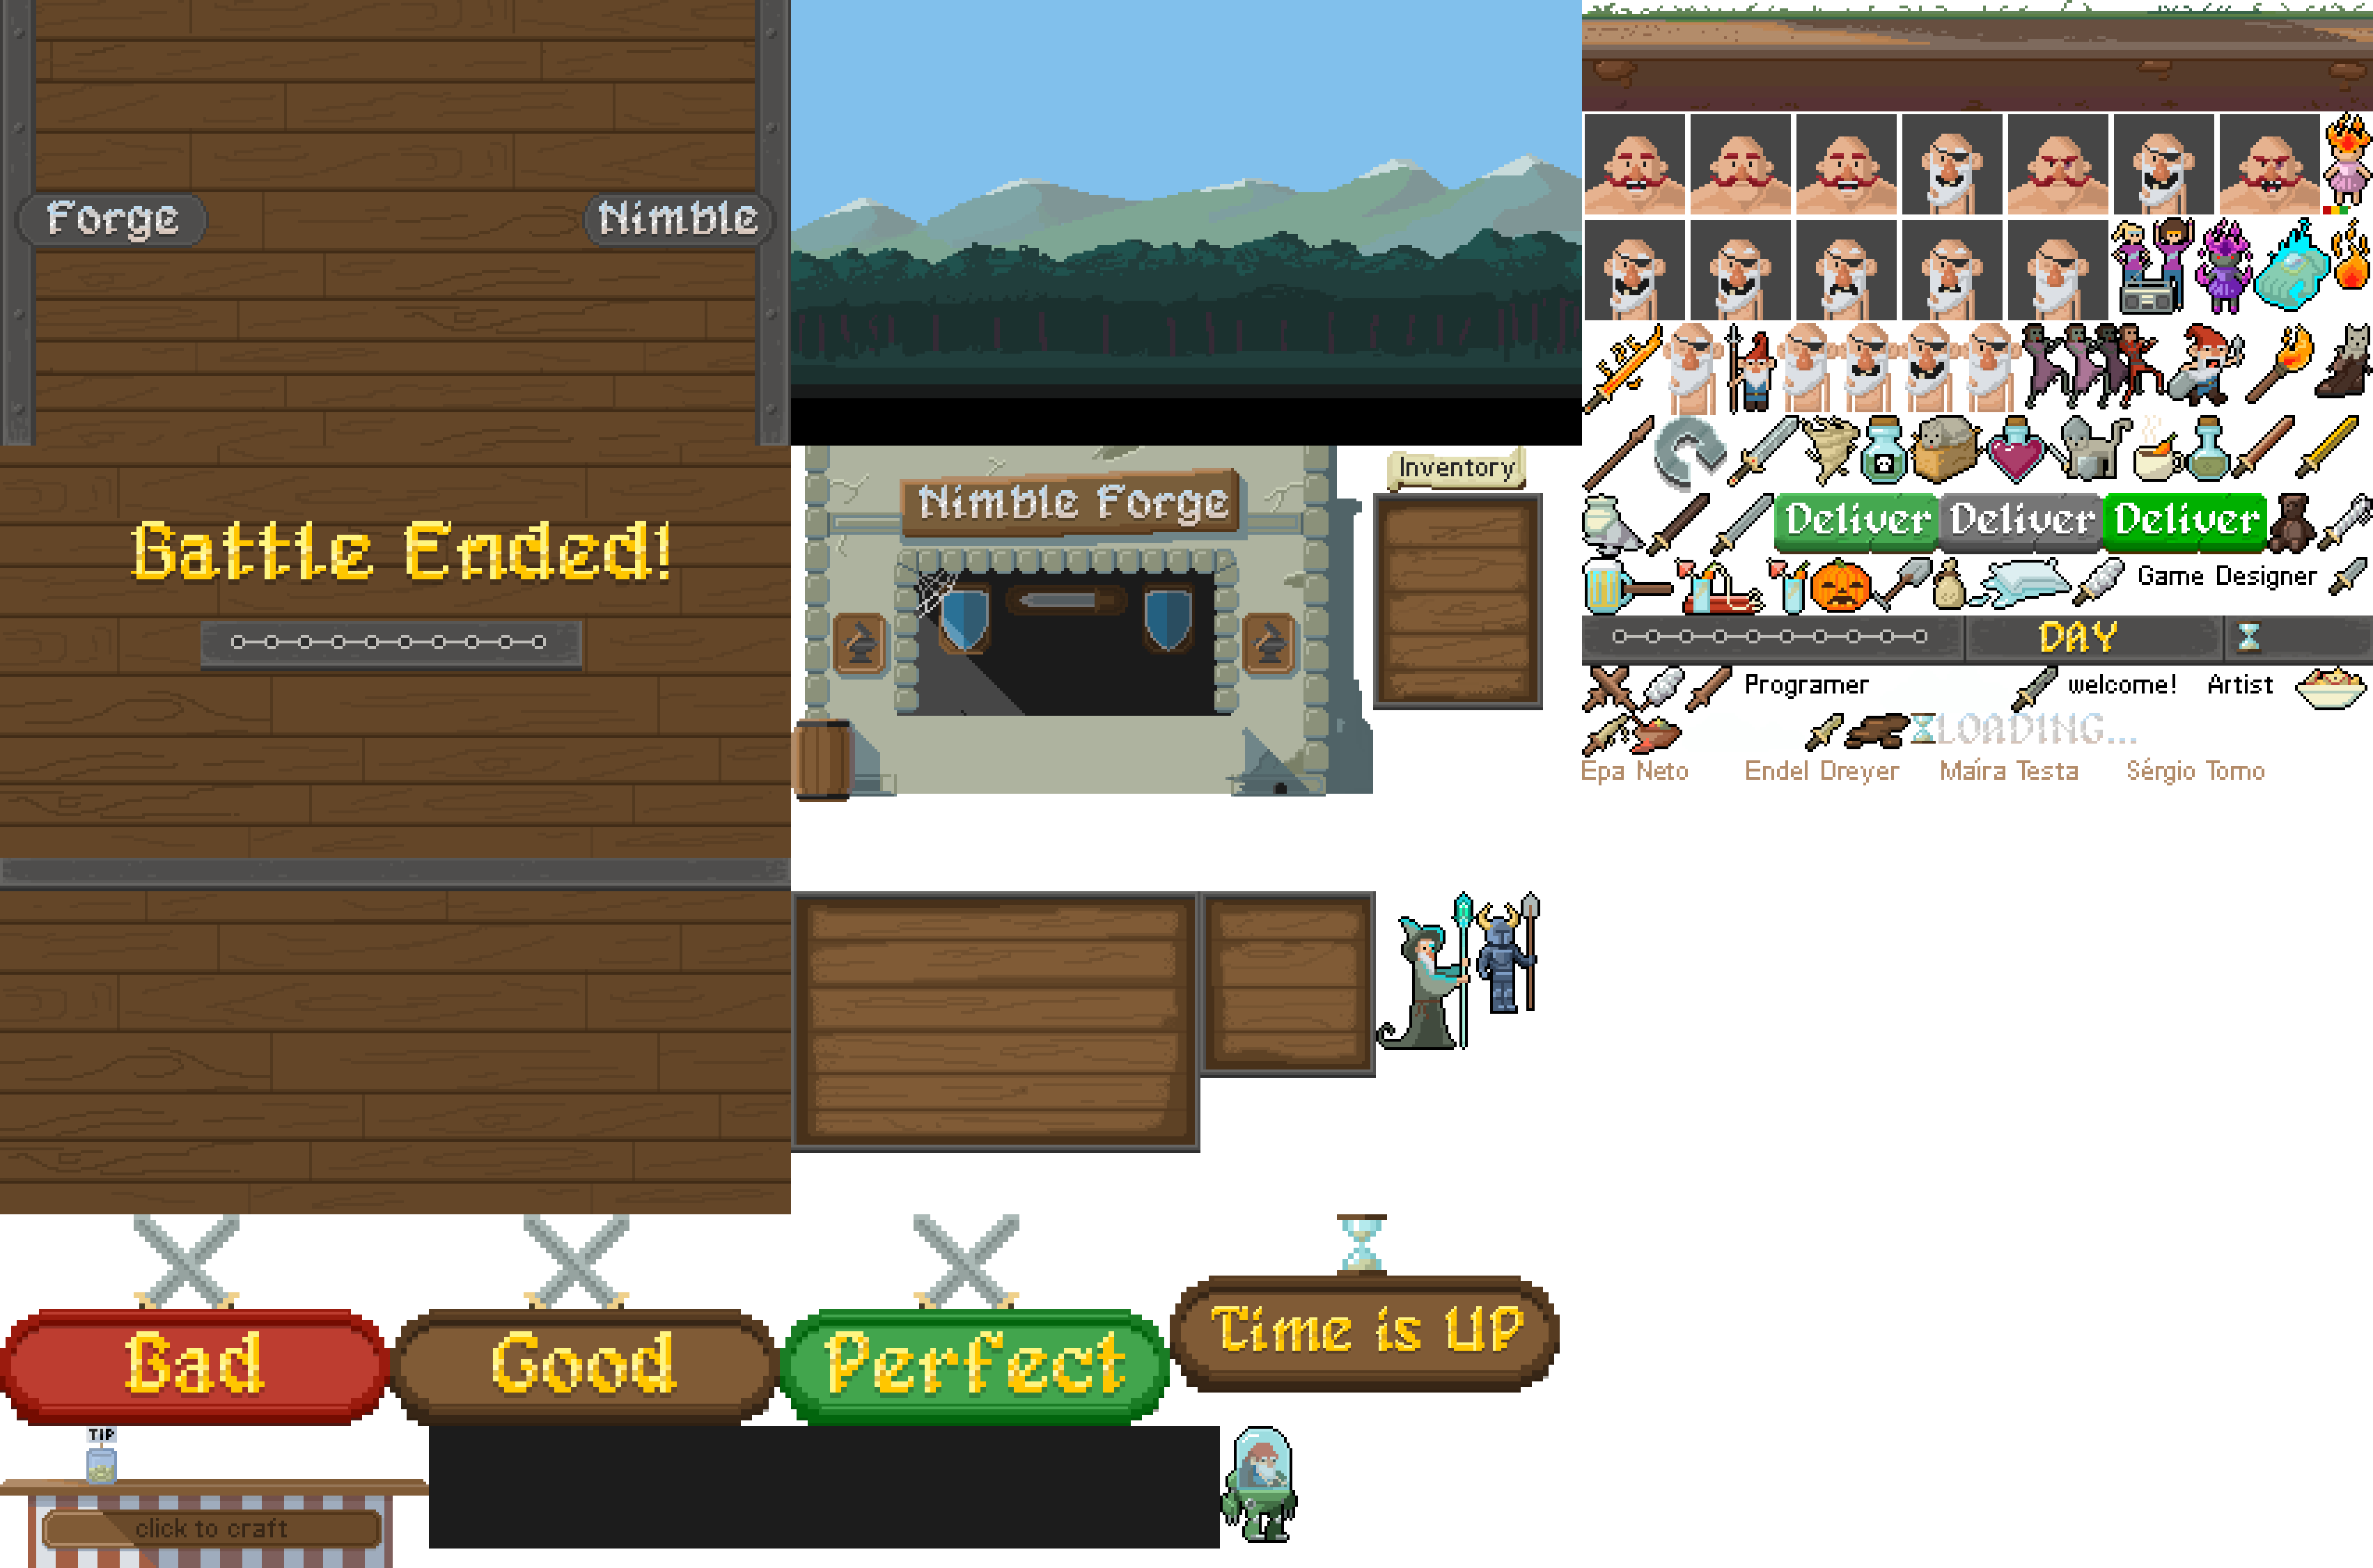 Forge
Nimble
Battle Ended!
Nimble Forge
Inventory
Deliver
Deliver
Deliver
Game Designer
DAY
Programer
welcome!
Artist
LOADING...
Epa Neto
Endel Dreyer
Maíra Testa
Sérgio Tomo
Bad
Good
Perfect
Time is UP
TIP
click to craft